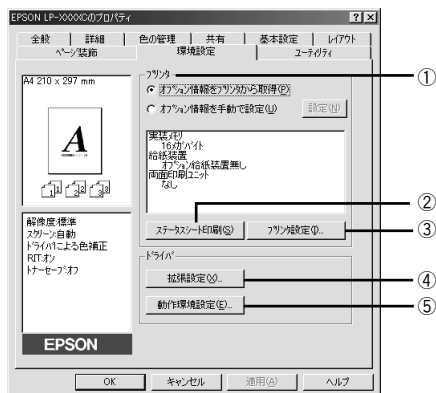 EPSON LP-XXXXCのプロパティ
? ×
全般 詳細 色の管理 共有 基本設定 レイアウト
ページ装飾 環境設定 ユーティリティ
A4 210 x 297 mm
A
1 1 2 2 3 3
解像度:標準
スクリーン:自動
ドライバによる色補正
RIT:オン
トナーセーブ:オフ
EPSON
プリンタ
オプション情報をプリンタから取得(P)
オプション情報を手動で設定(U) 設定(N)
実装メモリ
16メガバイト
給紙装置
オプション給紙装置無し
両面印刷ユニット
なし
ステータスシート印刷(S) プリンタ設定(I)...
ドライバ
拡張設定(X)...
動作環境設定(E)...
OK キャンセル 適用(A) ヘルプ
①
②
③
④
⑤